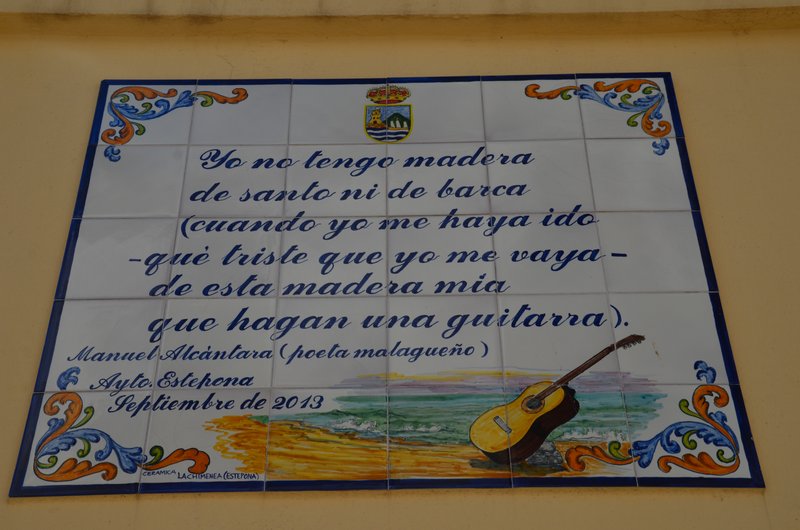 Yo no tengo madera
de santo ni de barca
(cuando yo me haya ido
-qué triste que yo me vaya-
de esta madera mia
que hagan una guitarra).
Manuel Alcántara (poeta malagueño)
Ayto. Estepona
Septiembre de 2013
CERAMICA LA CHIMENEA (ESTEPONA)